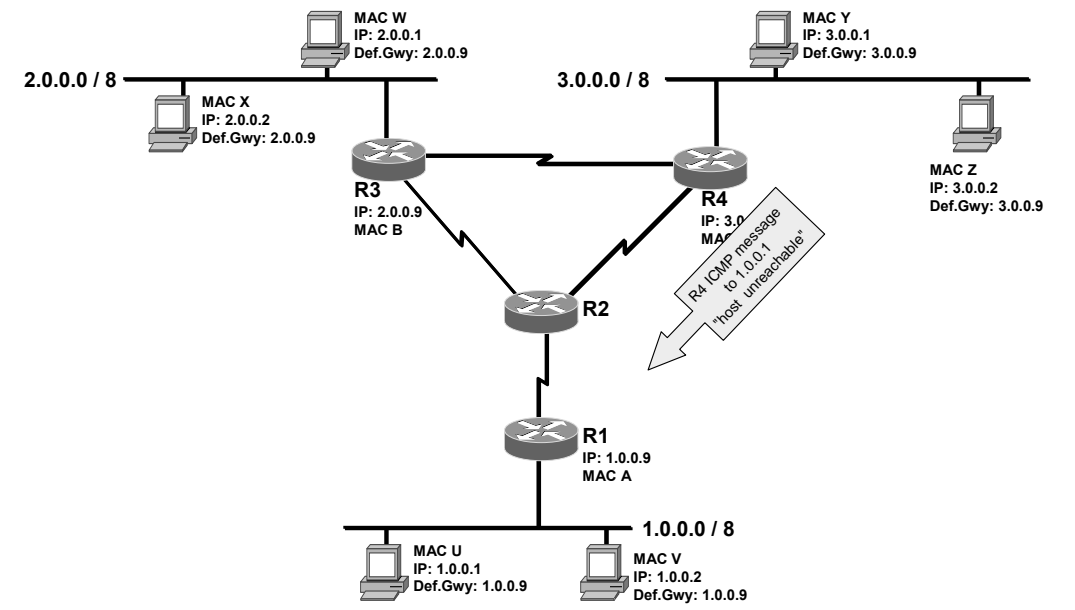 MAC W
IP: 2.0.0.1
Def.Gwy: 2.0.0.9
2.0.0.0 / 8
MAC X
IP: 2.0.0.2
Def.Gwy: 2.0.0.9
MAC Y
IP: 3.0.0.1
Def.Gwy: 3.0.0.9
3.0.0.0 / 8
MAC Z
IP: 3.0.0.2
Def.Gwy: 3.0.0.9
R3
IP: 2.0.0.9
MAC B
R4
IP: 3.0
MAC
R4 ICMP message
to 1.0.0.1
"host unreachable"
R2
R1
IP: 1.0.0.9
MAC A
1.0.0.0 / 8
MAC U
IP: 1.0.0.1
Def.Gwy: 1.0.0.9
MAC V
IP: 1.0.0.2
Def.Gwy: 1.0.0.9